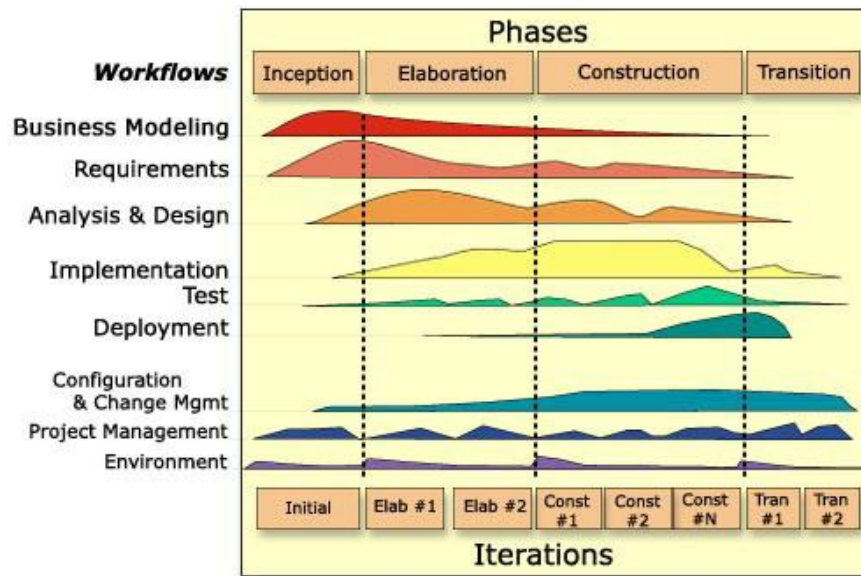 Phases
Workflows
Inception
Elaboration
Construction
Transition
Business Modeling
Requirements
Analysis & Design
Implementation
Test
Deployment
Configuration
& Change Mgmt
Project Management
Environment
Initial
Elab #1
Elab #2
Const
#1
Const
#2
Const
#N
Tran
#1
Tran
#2
Iterations